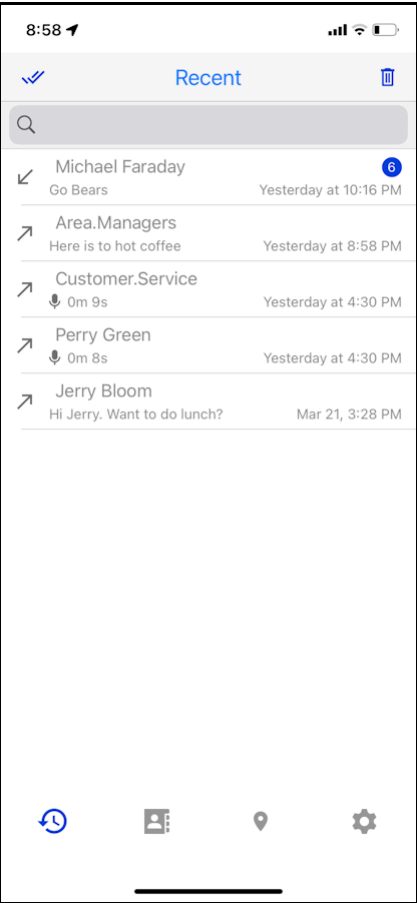 8:58
Recent
Michael Faraday
6
Go Bears
Yesterday at 10:16 PM
Area.Managers
Here is to hot coffee
Yesterday at 8:58 PM
Customer.Service
0m 9s
Yesterday at 4:30 PM
Perry Green
0m 8s
Yesterday at 4:30 PM
Jerry Bloom
Hi Jerry. Want to do lunch?
Mar 21, 3:28 PM